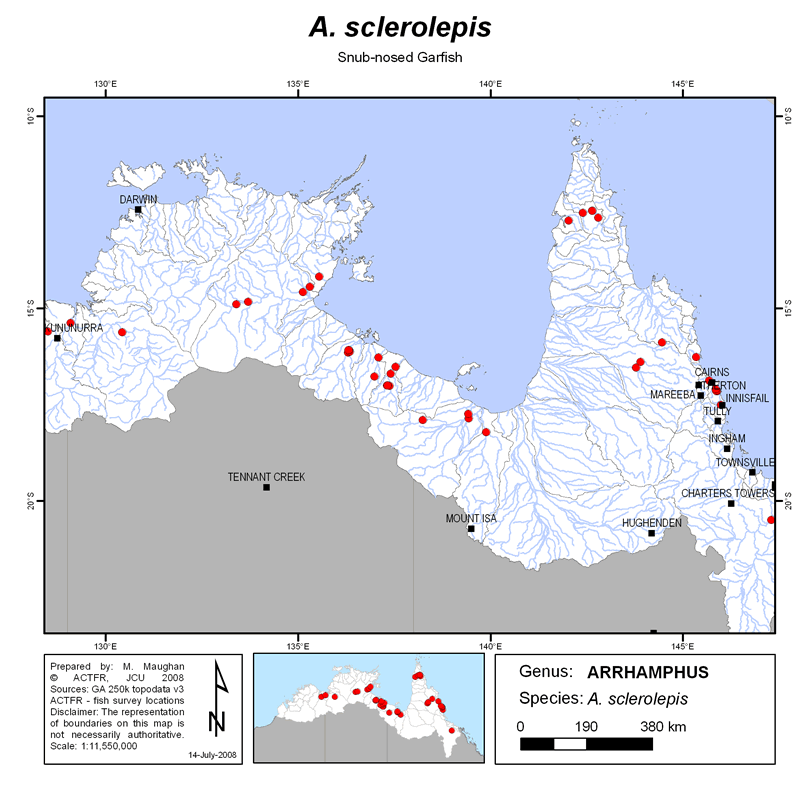 A. sclerolepis
Snub-nosed Garfish
130°E 135°E 140°E 145°E
10°S 10°S
DARWIN
15°S 15°S
KUNUNURRA
CAIRNS
MAREEBA
INNISFAIL
TULLY
INGHAM
TOWNSVILLE
TENNANT CREEK
CHARTERS TOWERS
20°S 20°S
MOUNT ISA
HUGHENDEN
130°E 135°E 140°E 145°E
Prepared by: M. Maughan
© ACTFR, JCU 2008
Sources: GA 250k topodata v3
ACTFR - fish survey locations
Disclaimer: The representation
of boundaries on this map is
not necessarily authoritative.
Scale: 1:11,550,000
14-July-2008
N
Genus: ARRHAMPHUS
Species: A. sclerolepis
0 190 380 km